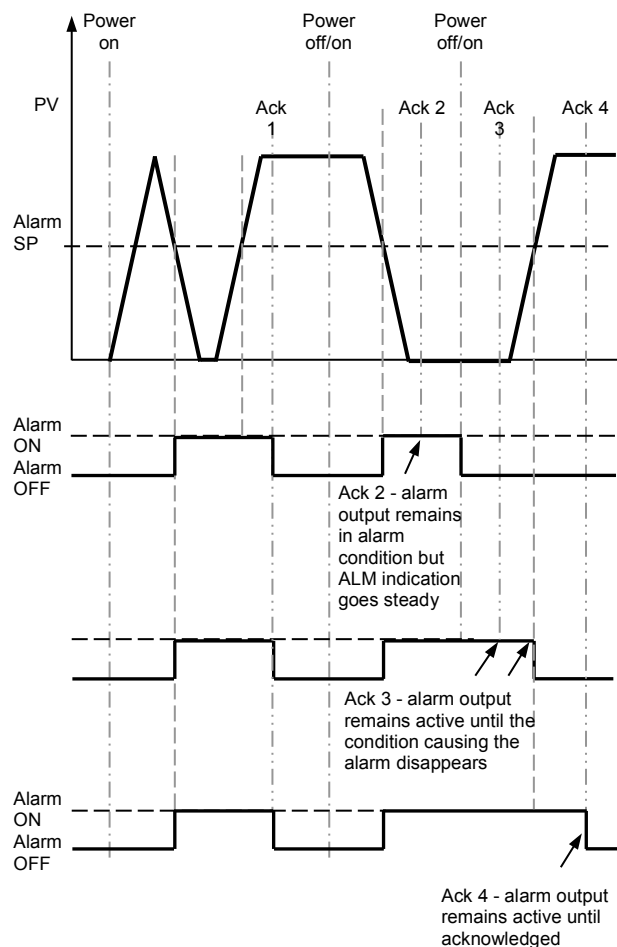 Power
on
Power
off/on
Power
off/on
PV
Ack
1
Ack 2
Ack
3
Ack 4
Alarm
SP
Alarm
ON
Alarm
OFF
Ack 2 - alarm
output remains
in alarm
condition but
ALM indication
goes steady
Ack 3 - alarm output
remains active until the
condition causing the
alarm disappears
Alarm
ON
Alarm
OFF
Ack 4 - alarm output
remains active until
acknowledged